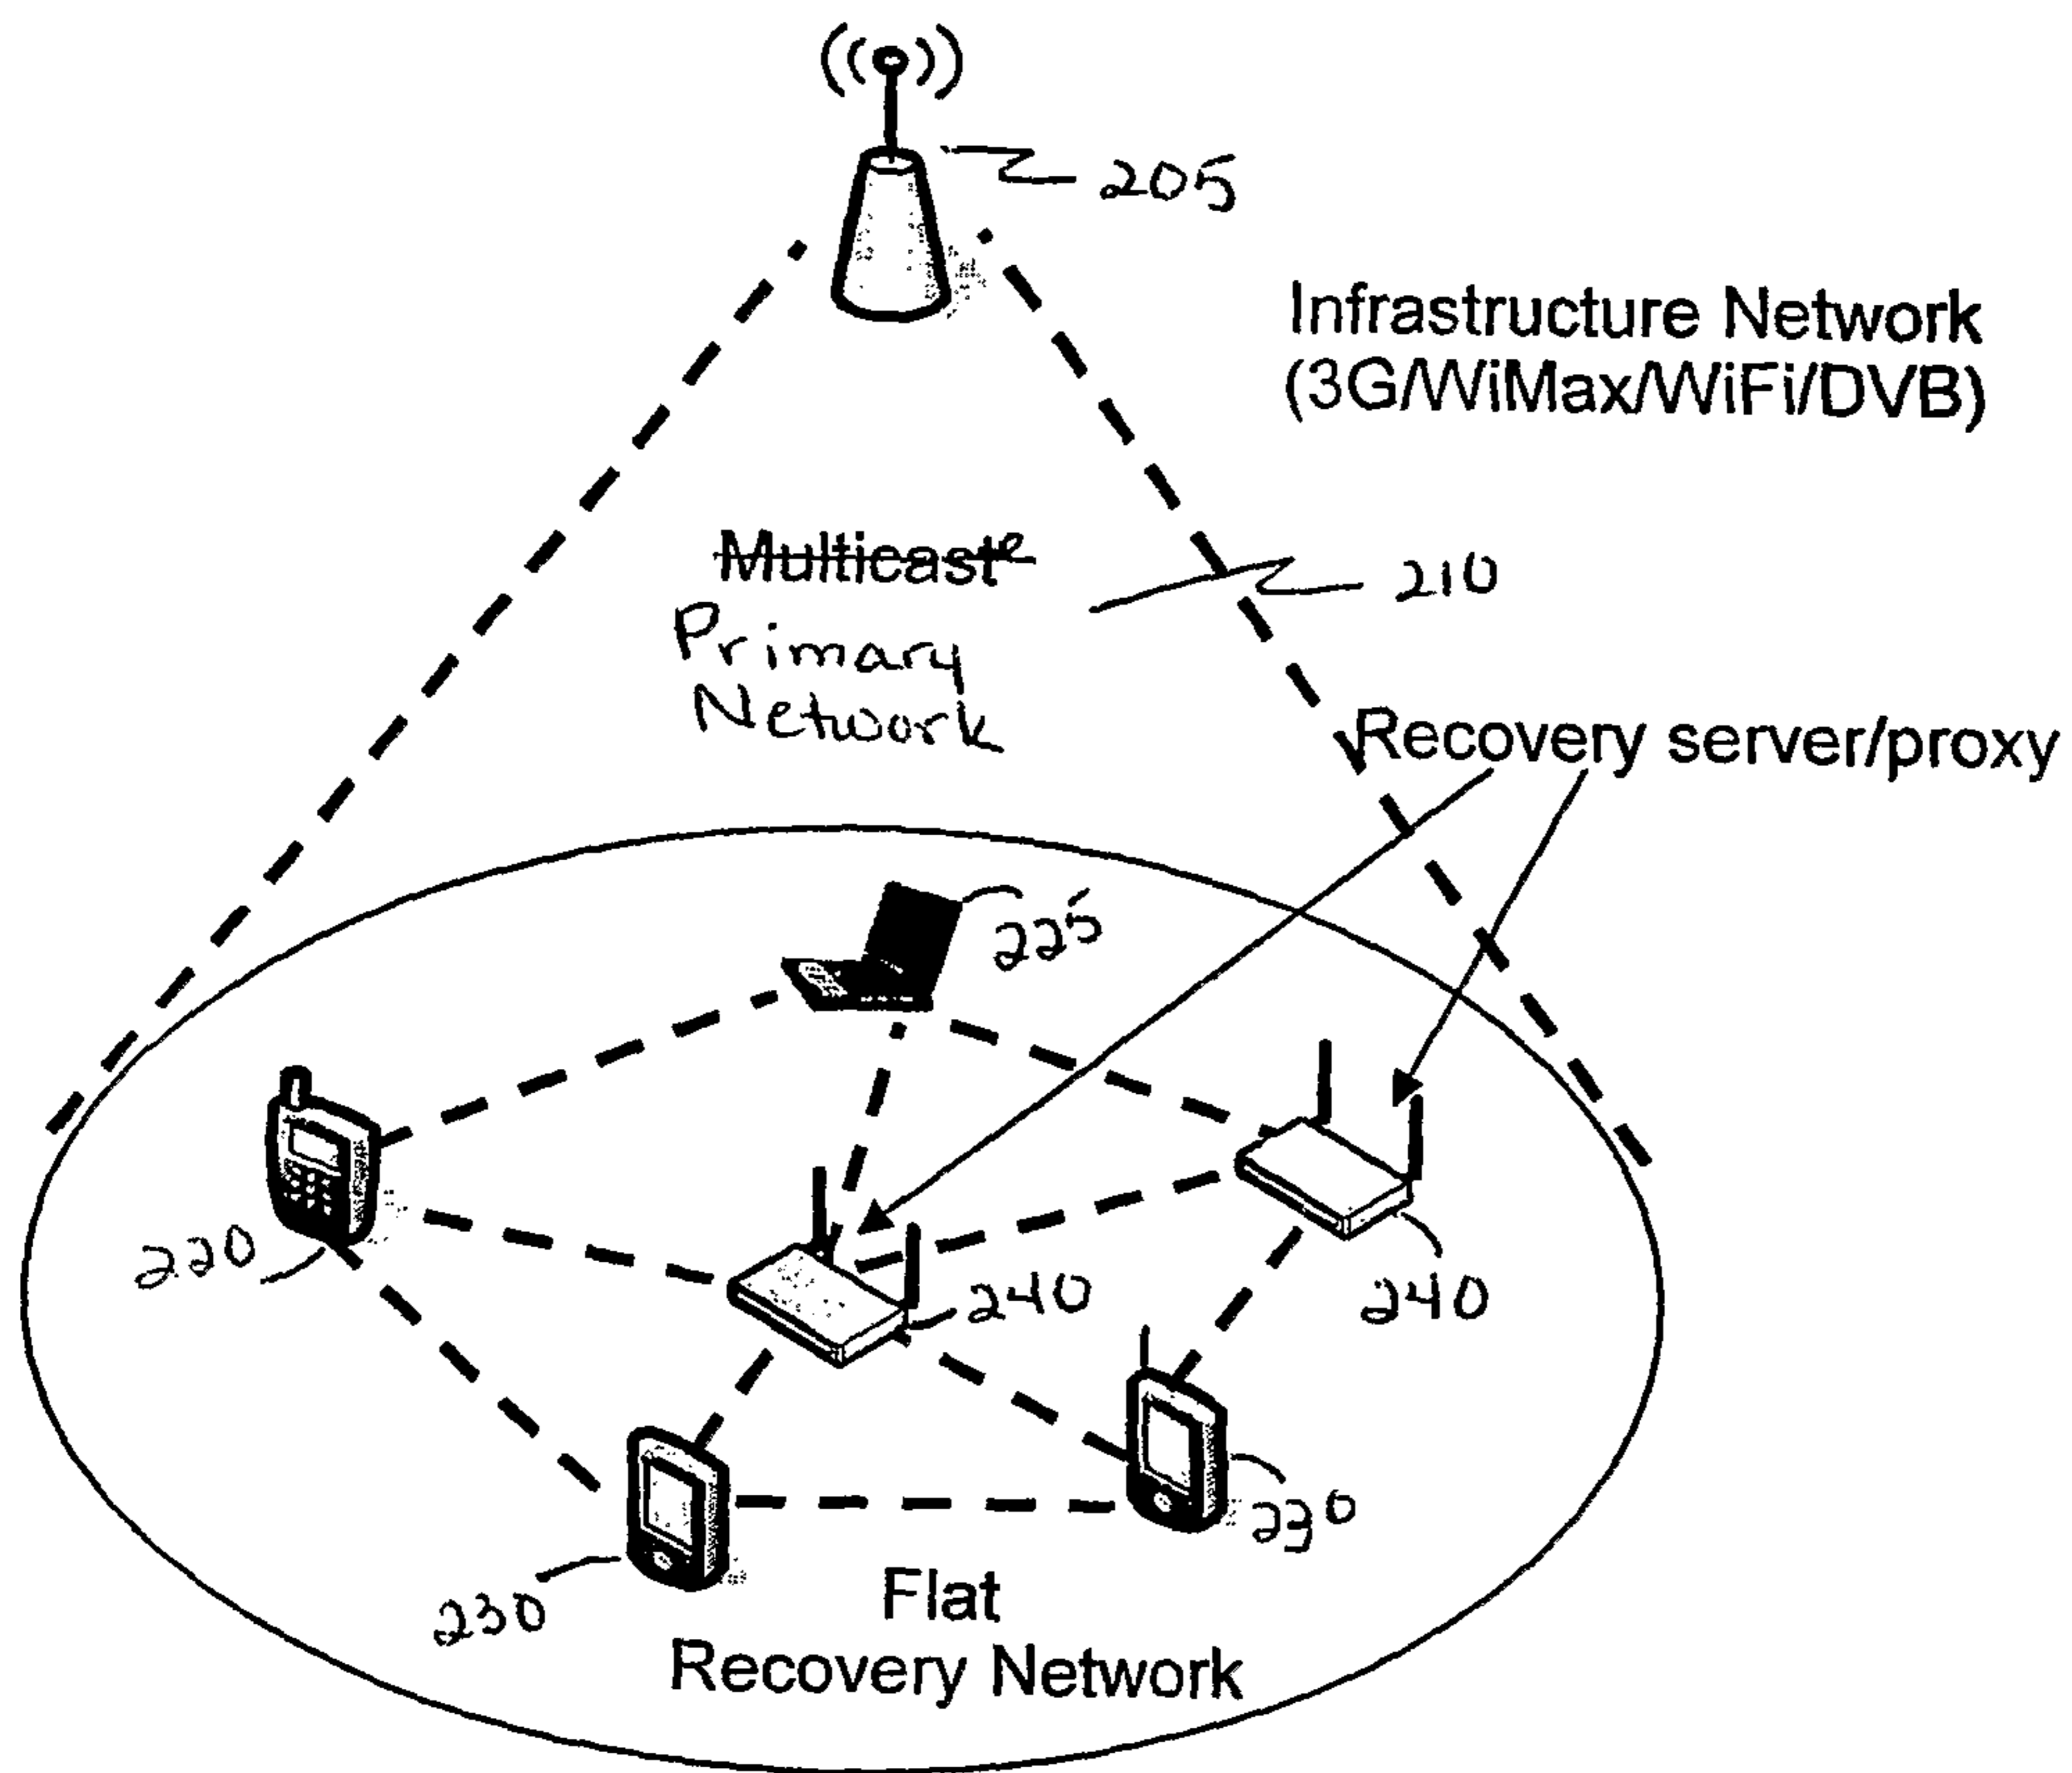 205
Infrastructure Network
(3G/WiMax/WiFi/DVB)
Multicast
210
Primary
Network
Recovery server/proxy
225
220
240
240
230
230
Flat
Recovery Network